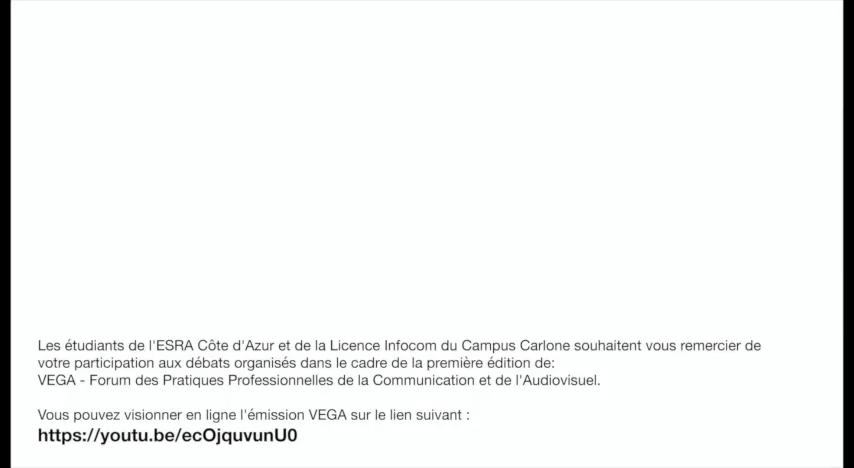 Les étudiants de l'ESRA Côte d'Azur et de la Licence Infocom du Campus Carlone souhaitent vous remercier de
votre participation aux débats organisés dans le cadre de la première édition de:
VEGA - Forum des Pratiques Professionnelles de la Communication et de l'Audiovisuel.
Vous pouvez visionner en ligne l'émission VEGA sur le lien suivant :
https://youtu.be/ecOjquvunU0